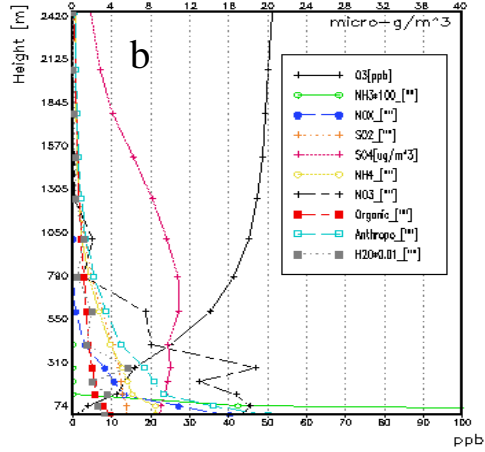 0 4 8 12 16 20 24 28 32 36 40
micro-g/m^3
Height [m]
b
2420
2125
1845
1570
1305
1050
790
550
310
74
O3[ppb]
NH3*100_[""]
NOX_[""]
SO2_[""]
SO4[ug/m^3]
NH4_[""]
NO3_[""]
Organic_[""]
Anthropo_[""]
H2O*0.01_[""]
0 10 20 30 40 50 60 70 80 90 100
ppb